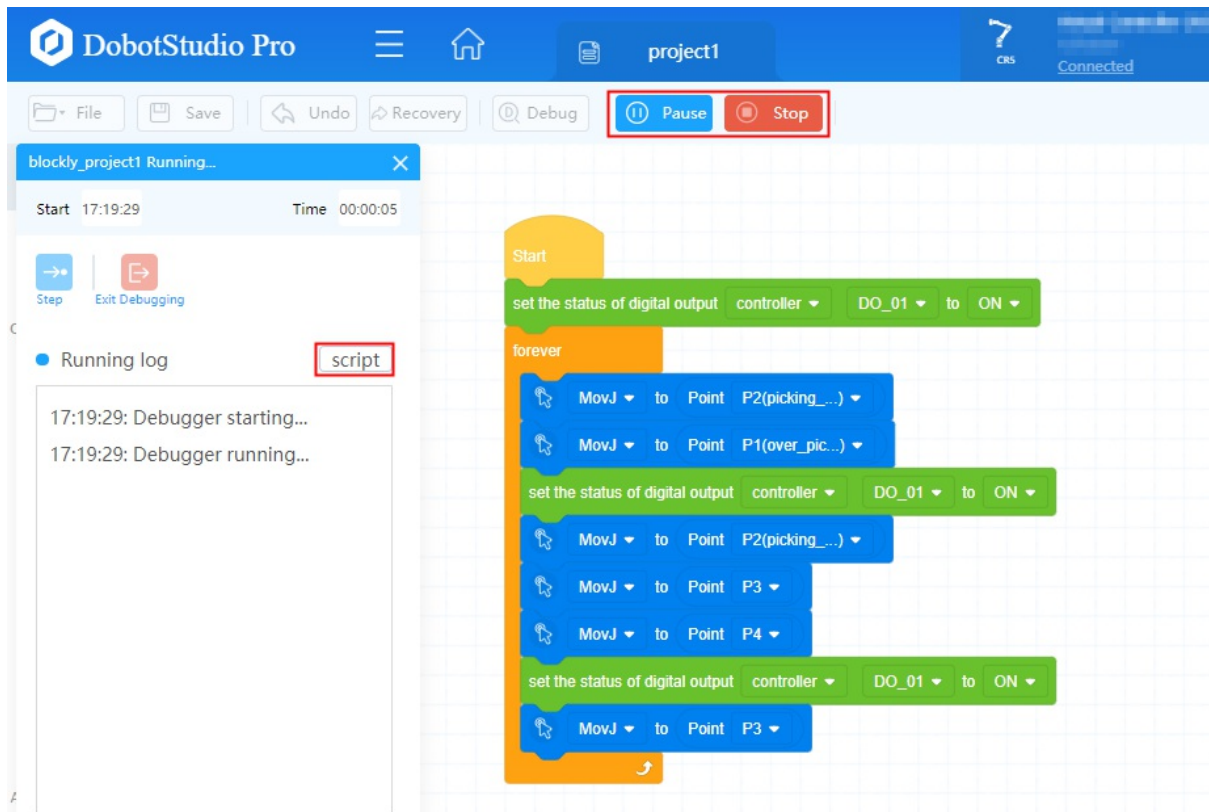 DobotStudio Pro
project1
CR5
Connected
File Save Undo Recovery Debug Pause Stop
blockly_project1 Running...
Start 17:19:29 Time 00:00:05
Step Exit Debugging
Running log script
17:19:29: Debugger starting...
17:19:29: Debugger running...
Start
set the status of digital output controller DO_01 to ON
forever
MovJ to Point P2(picking_...)
MovJ to Point P1(over_pic...)
set the status of digital output controller DO_01 to ON
MovJ to Point P2(picking_...)
MovJ to Point P3
MovJ to Point P4
set the status of digital output controller DO_01 to ON
MovJ to Point P3